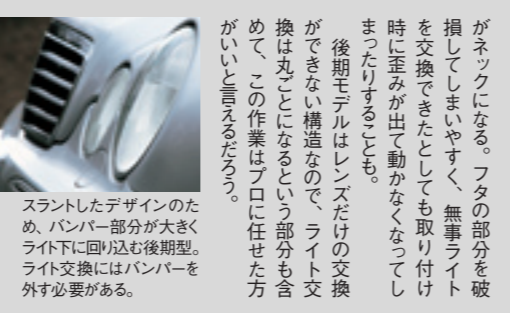 がネックになる。フタの部分を破
損してしまいやすく、無事ライト
を交換できたとしても取り付け
時に歪みが出て動かなくなってし
まったりすることも。
　後期モデルはレンズだけの交換
ができない構造なので、ライト交
換は丸ごとになるという部分も含
めて、この作業はプロに任せた方
がいいと言えるだろう。
スラントしたデザインのた
め、バンパー部分が大きく
ライト下に回り込む後期型。
ライト交換にはバンパーを
外す必要がある。